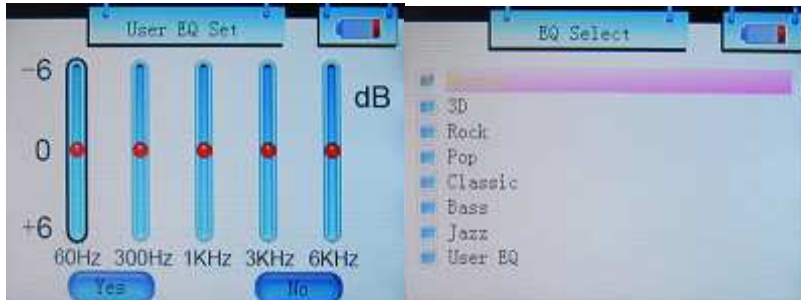 User EQ Set
-6
dB
0
+6
60Hz 300Hz 1KHz 3KHz 6KHz
Yes No
EQ Select
3D
Rock
Pop
Classic
Bass
Jazz
User EQ